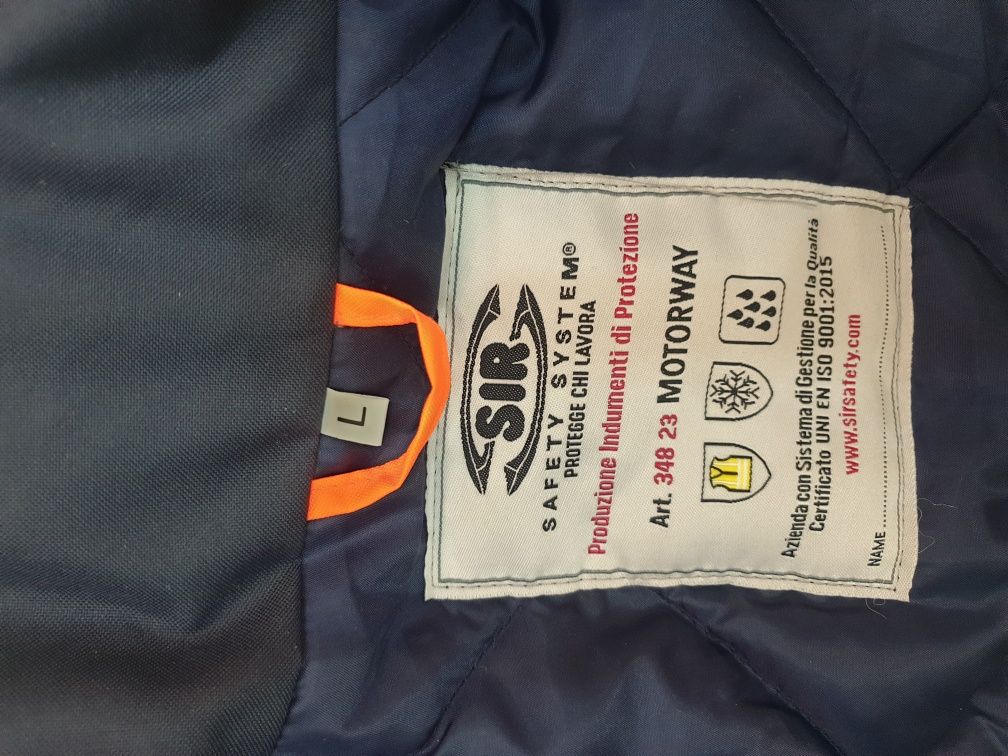 L
SIR
SAFETY SYSTEM®
PROTEGGE CHI LAVORA
Produzione Indumenti di Protezione
Art. 348 23 MOTORWAY
Azienda con Sistema di Gestione per la Qualità
Certificato UNI EN ISO 9001:2015
www.sirsafety.com
NAME